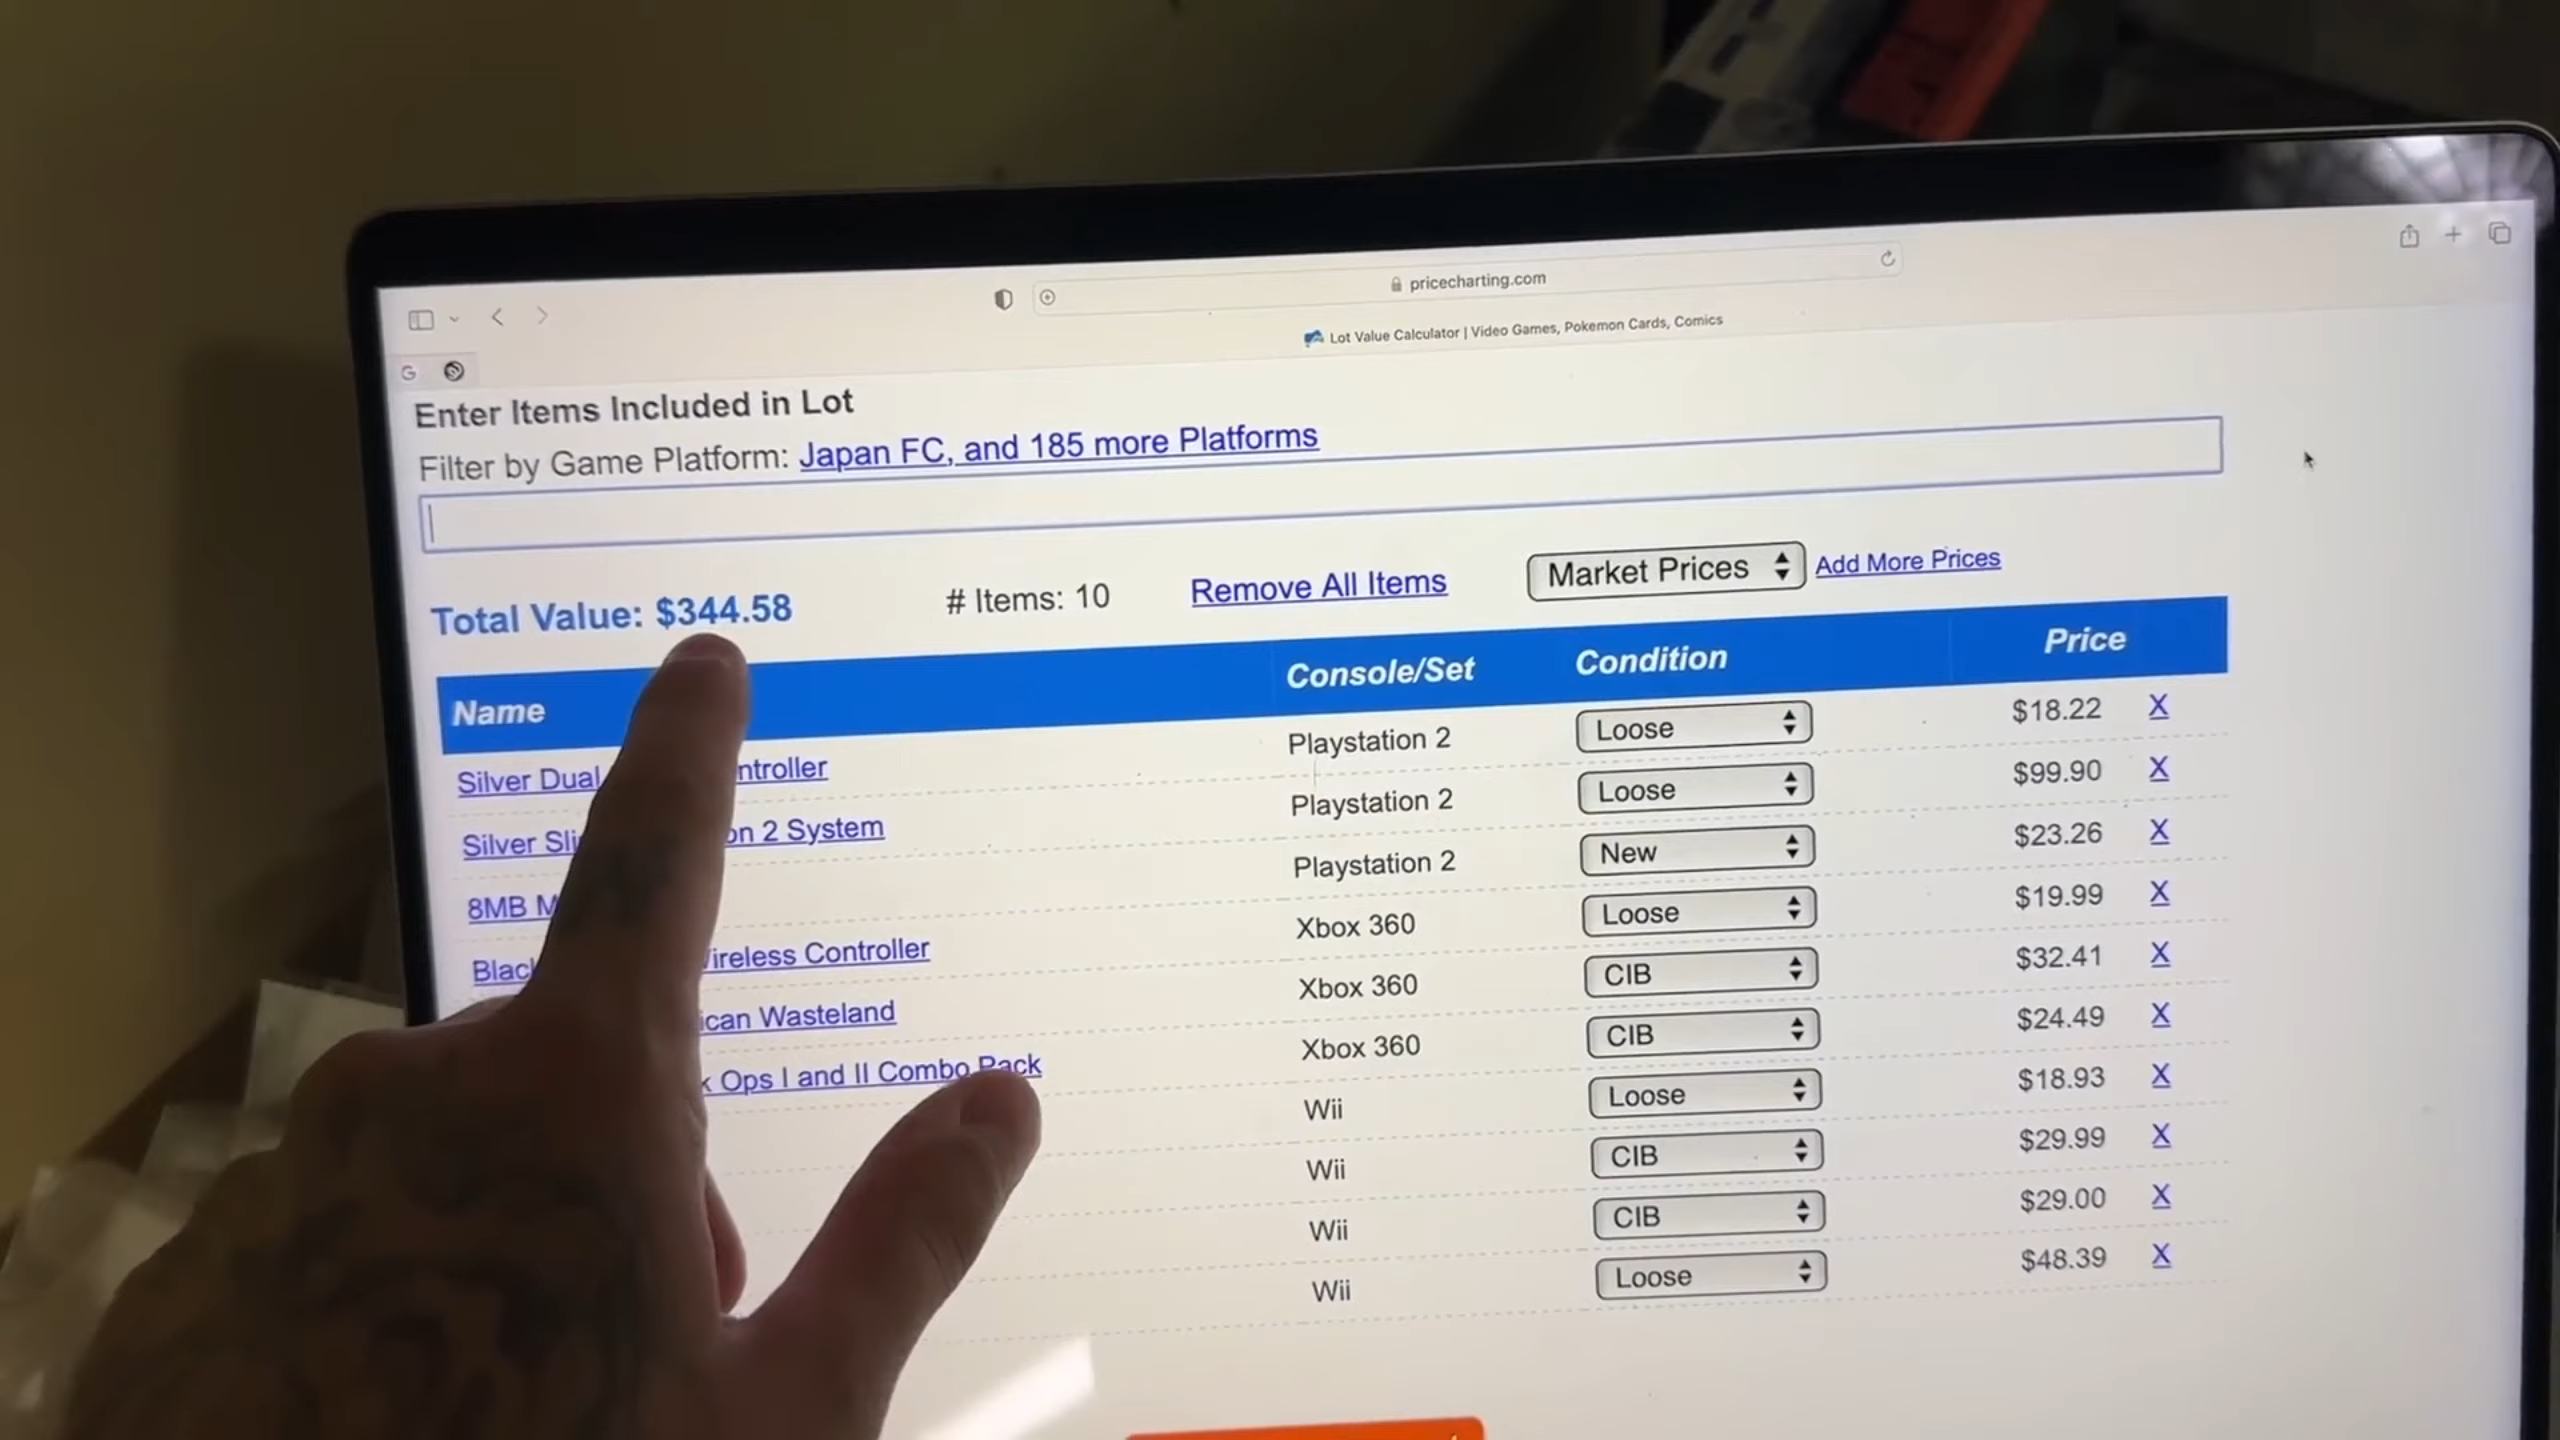 pricecharting.com
Lot Value Calculator | Video Games, Pokemon Cards, Comics
G
Enter Items Included in Lot
Filter by Game Platform: Japan FC, and 185 more Platforms
Total Value: $344.58 # Items: 10 Remove All Items Market Prices Add More Prices
Name Console/Set Condition Price
Silver Dual ntroller Playstation 2 Loose $18.22 X
Silver Sli on 2 System Playstation 2 Loose $99.90 X
8MB M Playstation 2 New $23.26 X
Blac ireless Controller Xbox 360 Loose $19.99 X
ican Wasteland Xbox 360 CIB $32.41 X
k Ops I and II Combo Pack Xbox 360 CIB $24.49 X
Wii Loose $18.93 X
Wii CIB $29.99 X
Wii CIB $29.00 X
Wii Loose $48.39 X